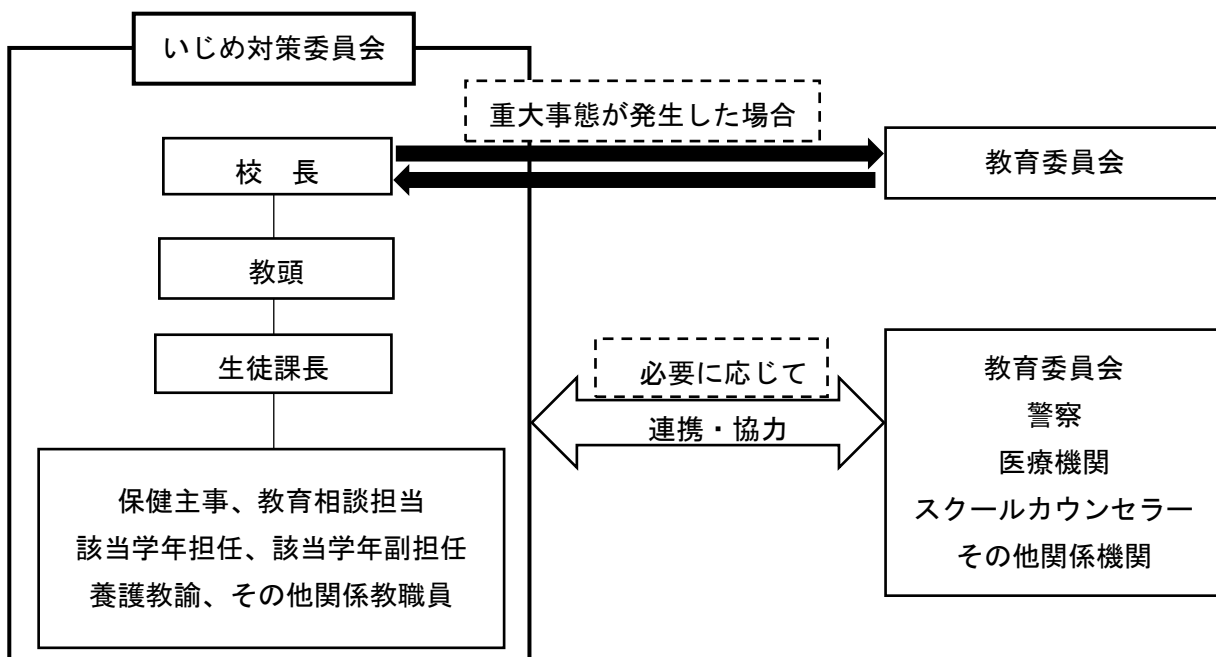 いじめ対策委員会
重大事態が発生した場合
校　長
教育委員会
教頭
生徒課長
必要に応じて
連携・協力
教育委員会
警察
医療機関
スクールカウンセラー
その他関係機関
保健主事、教育相談担当
該当学年担任、該当学年副担任
養護教諭、その他関係教職員